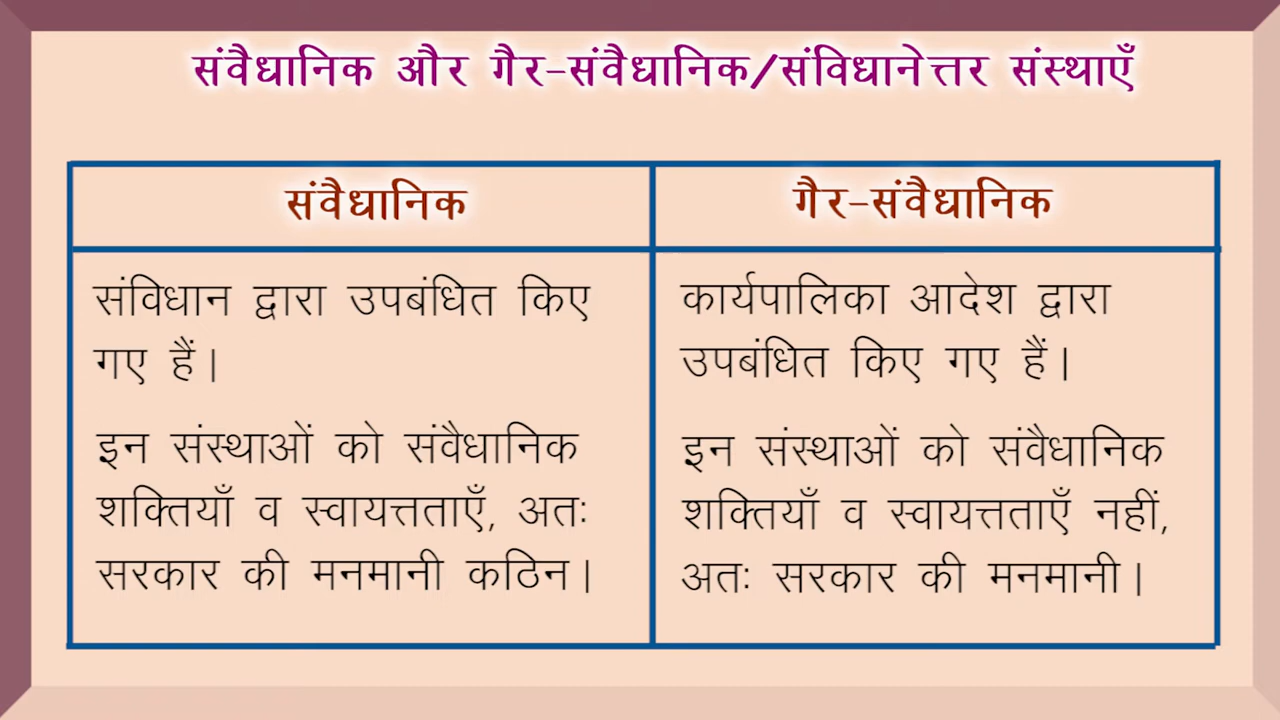 संवैधानिक और गैर-संवैधानिक/संविधानेत्तर संस्थाएँ
संवैधानिक
गैर-संवैधानिक
संविधान द्वारा उपबंधित किए
गए हैं।
इन संस्थाओं को संवैधानिक
शक्तियाँ व स्वायत्तताएँ, अतः
सरकार की मनमानी कठिन।
कार्यपालिका आदेश द्वारा
उपबंधित किए गए हैं।
इन संस्थाओं को संवैधानिक
शक्तियाँ व स्वायत्तताएँ नहीं,
अतः सरकार की मनमानी।